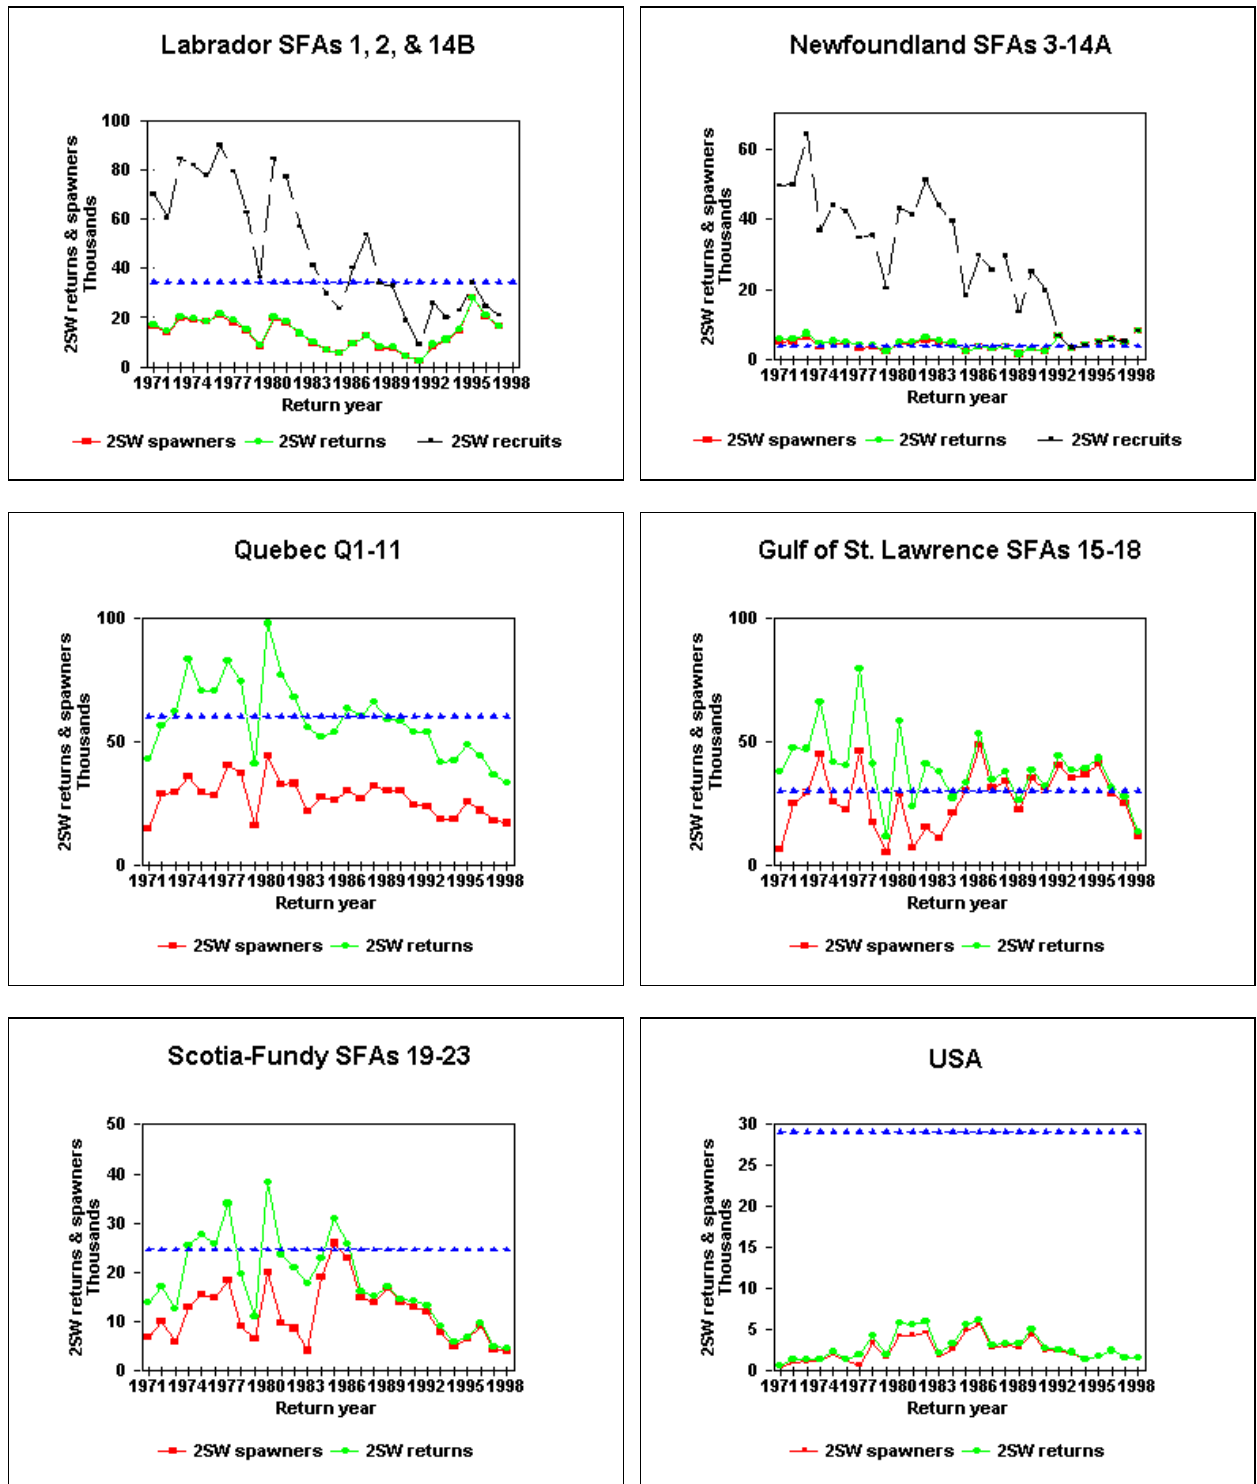 Labrador SFAs 1, 2, & 14B
2SW returns & spawners
Thousands
100
80
60
40
20
0
1971 1974 1977 1980 1983 1986 1989 1992 1995 1998
Return year
2SW spawners 2SW returns 2SW recruits
Newfoundland SFAs 3-14A
2SW returns & spawners
Thousands
60
40
20
0
1971 1974 1977 1980 1983 1986 1989 1992 1995 1998
Return year
2SW spawners 2SW returns 2SW recruits
Quebec Q1-11
2SW returns & spawners
Thousands
100
50
0
1971 1974 1977 1980 1983 1986 1989 1992 1995 1998
Return year
2SW spawners 2SW returns
Gulf of St. Lawrence SFAs 15-18
2SW returns & spawners
Thousands
100
50
0
1971 1974 1977 1980 1983 1986 1989 1992 1995 1998
Return year
2SW spawners 2SW returns
Scotia-Fundy SFAs 19-23
2SW returns & spawners
Thousands
50
40
30
20
10
0
1971 1974 1977 1980 1983 1986 1989 1992 1995 1998
Return year
2SW spawners 2SW returns
USA
2SW returns & spawners
Thousands
30
25
20
15
10
5
0
1971 1974 1977 1980 1983 1986 1989 1992 1995 1998
Return year
2SW spawners 2SW returns